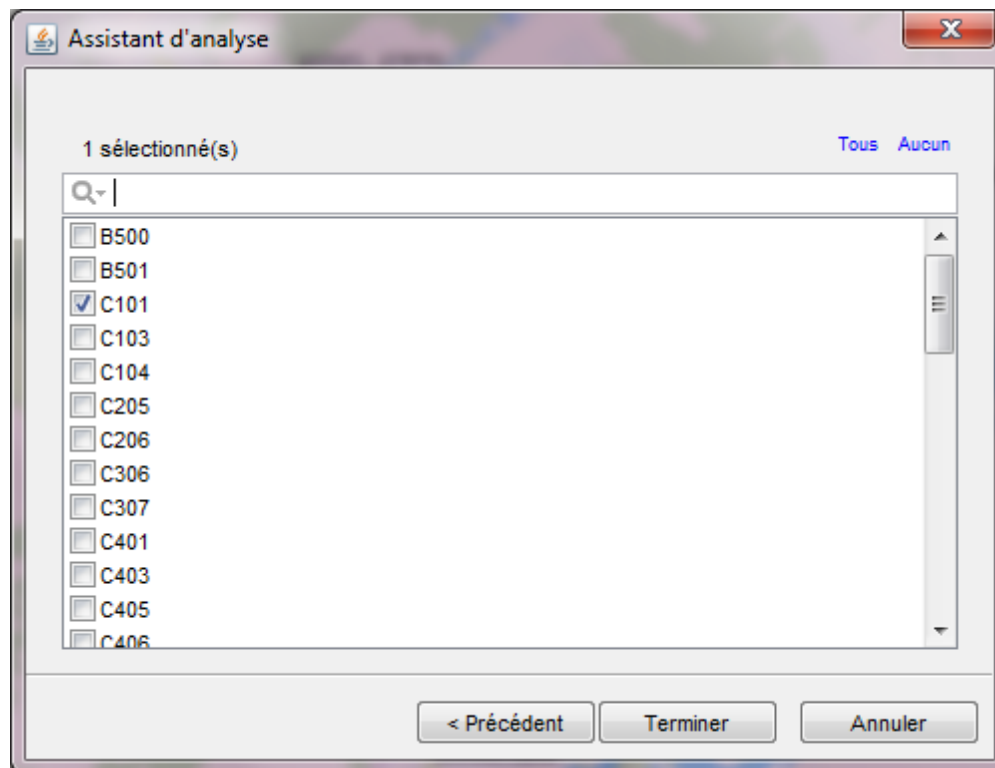 Assistant d'analyse
1 sélectionné(s) Tous Aucun
B500
B501
C101
C103
C104
C205
C206
C306
C307
C401
C403
C405
C406
< Précédent Terminer Annuler